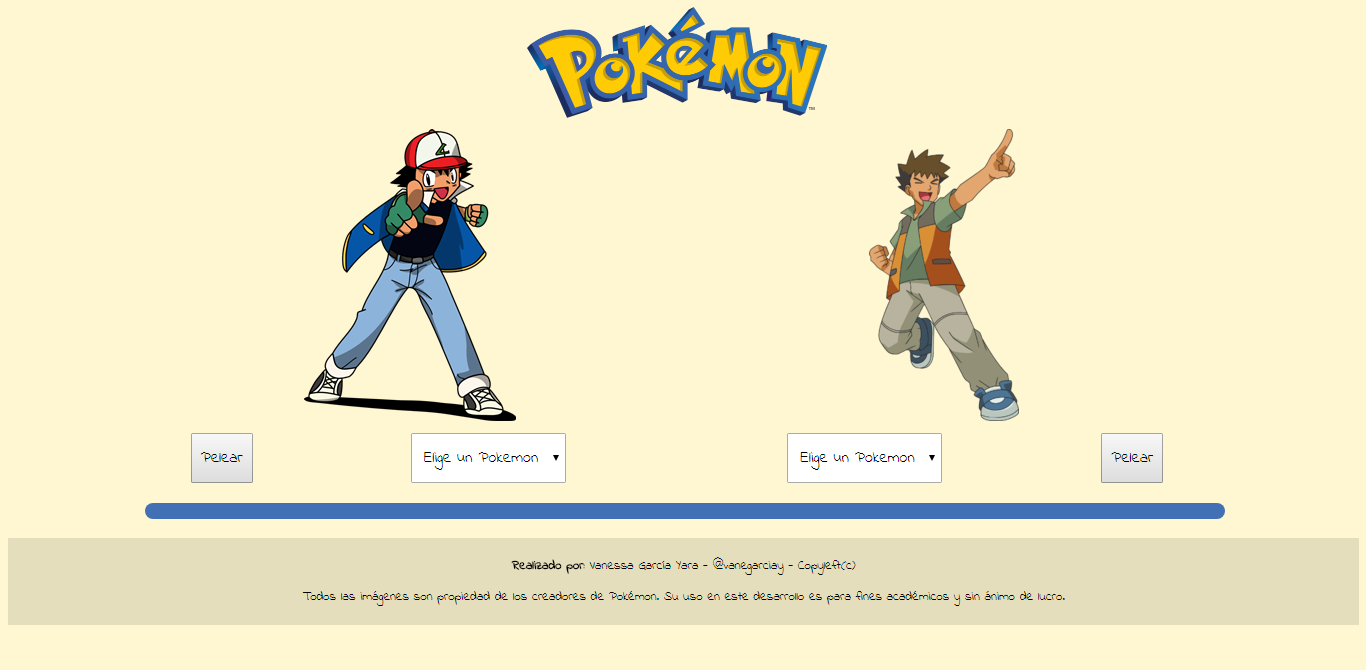 POKéMON
TM
Pelear
Elige un Pokemon
Elige un Pokemon
Pelear
Realizado por: Vanessa García Yara - @vanegarciay - Copyleft(c)
Todos las imágenes son propiedad de los creadores de Pokémon. Su uso en este desarrollo es para fines académicos y sin ánimo de lucro.